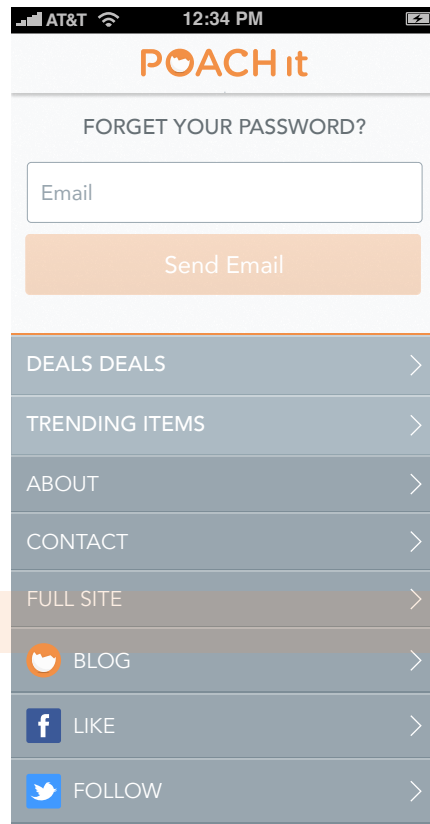 AT&T 12:34 PM
POACH it
FORGET YOUR PASSWORD?
Email
Send Email
DEALS DEALS
TRENDING ITEMS
ABOUT
CONTACT
FULL SITE
BLOG
f LIKE
FOLLOW